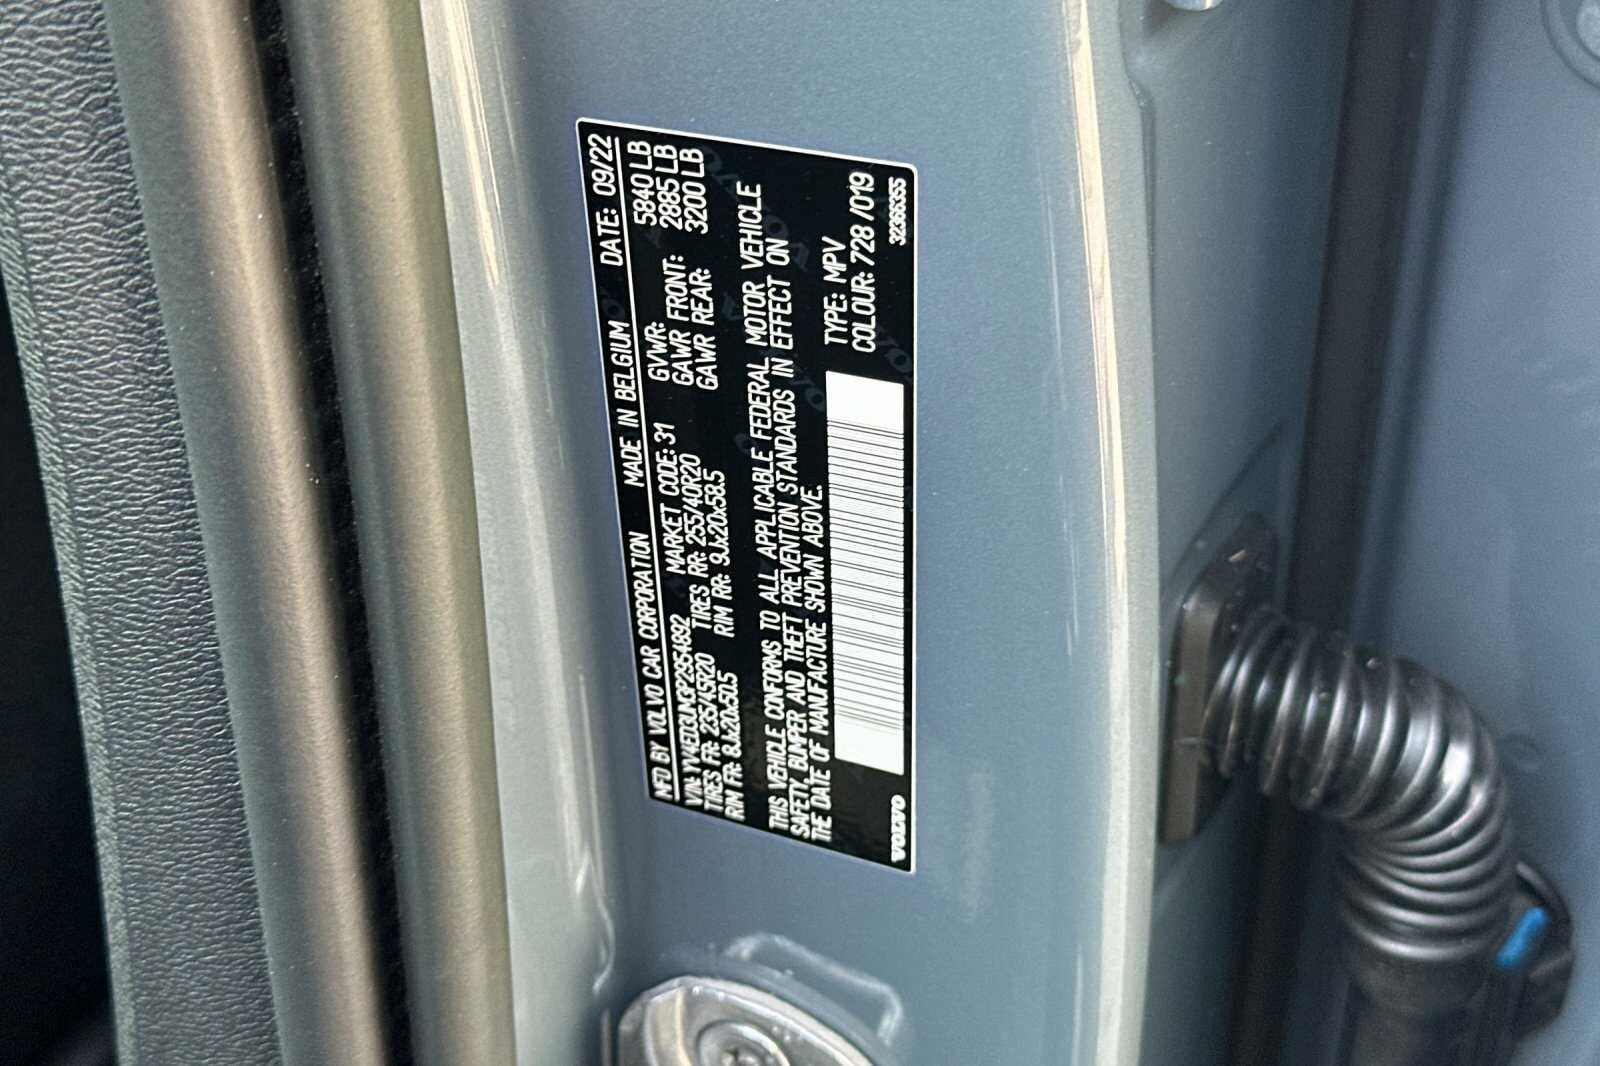 MFD BY VOLVO CAR CORPORATION MADE IN BELGIUM DATE: 09/22
VIN: YV4EG3UM3P2954892 MARKET CODE: 31 GVWR: 5840 LB
TIRES FR: 235/45R20 TIRES RR: 255/40R20 GAWR FRONT: 2885 LB
RIM FR: 8Jx20x50.5 RIM RR: 9Jx20x58.5 GAWR REAR: 3200 LB
THIS VEHICLE CONFORMS TO ALL APPLICABLE FEDERAL MOTOR VEHICLE
SAFETY, BUMPER AND THEFT PREVENTION STANDARDS IN EFFECT ON
THE DATE OF MANUFACTURE SHOWN ABOVE.
TYPE: MPV
COLOUR: 728 /019
VOLVO 32366355